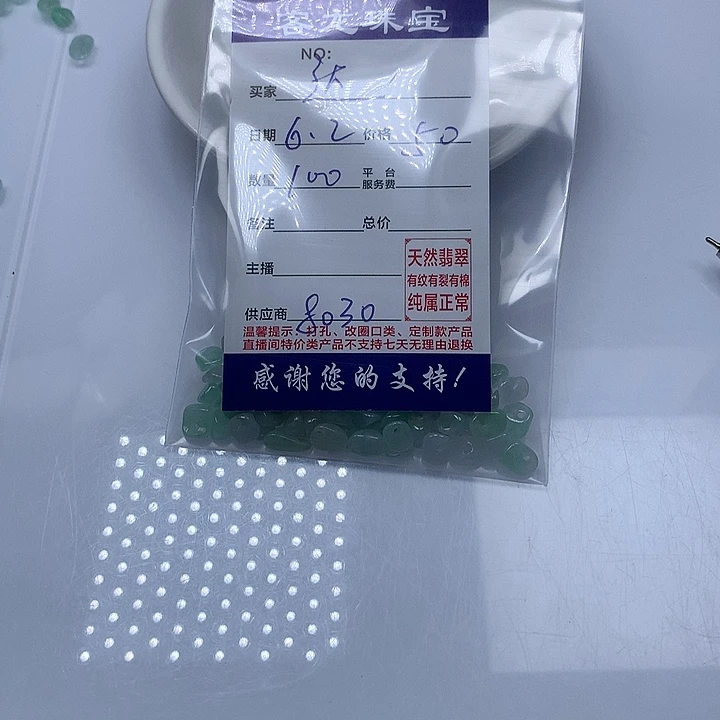 客龙珠宝
NO:
买家
日期 6.2 价格 50
数量 100 平台服务费
备注 总价
主播
天然翡翠
有纹有裂有棉
纯属正常
供应商 8030
温馨提示：打孔、改圈口类、定制款产品
直播间特价类产品不支持七天无理由退换
感谢您的支持！